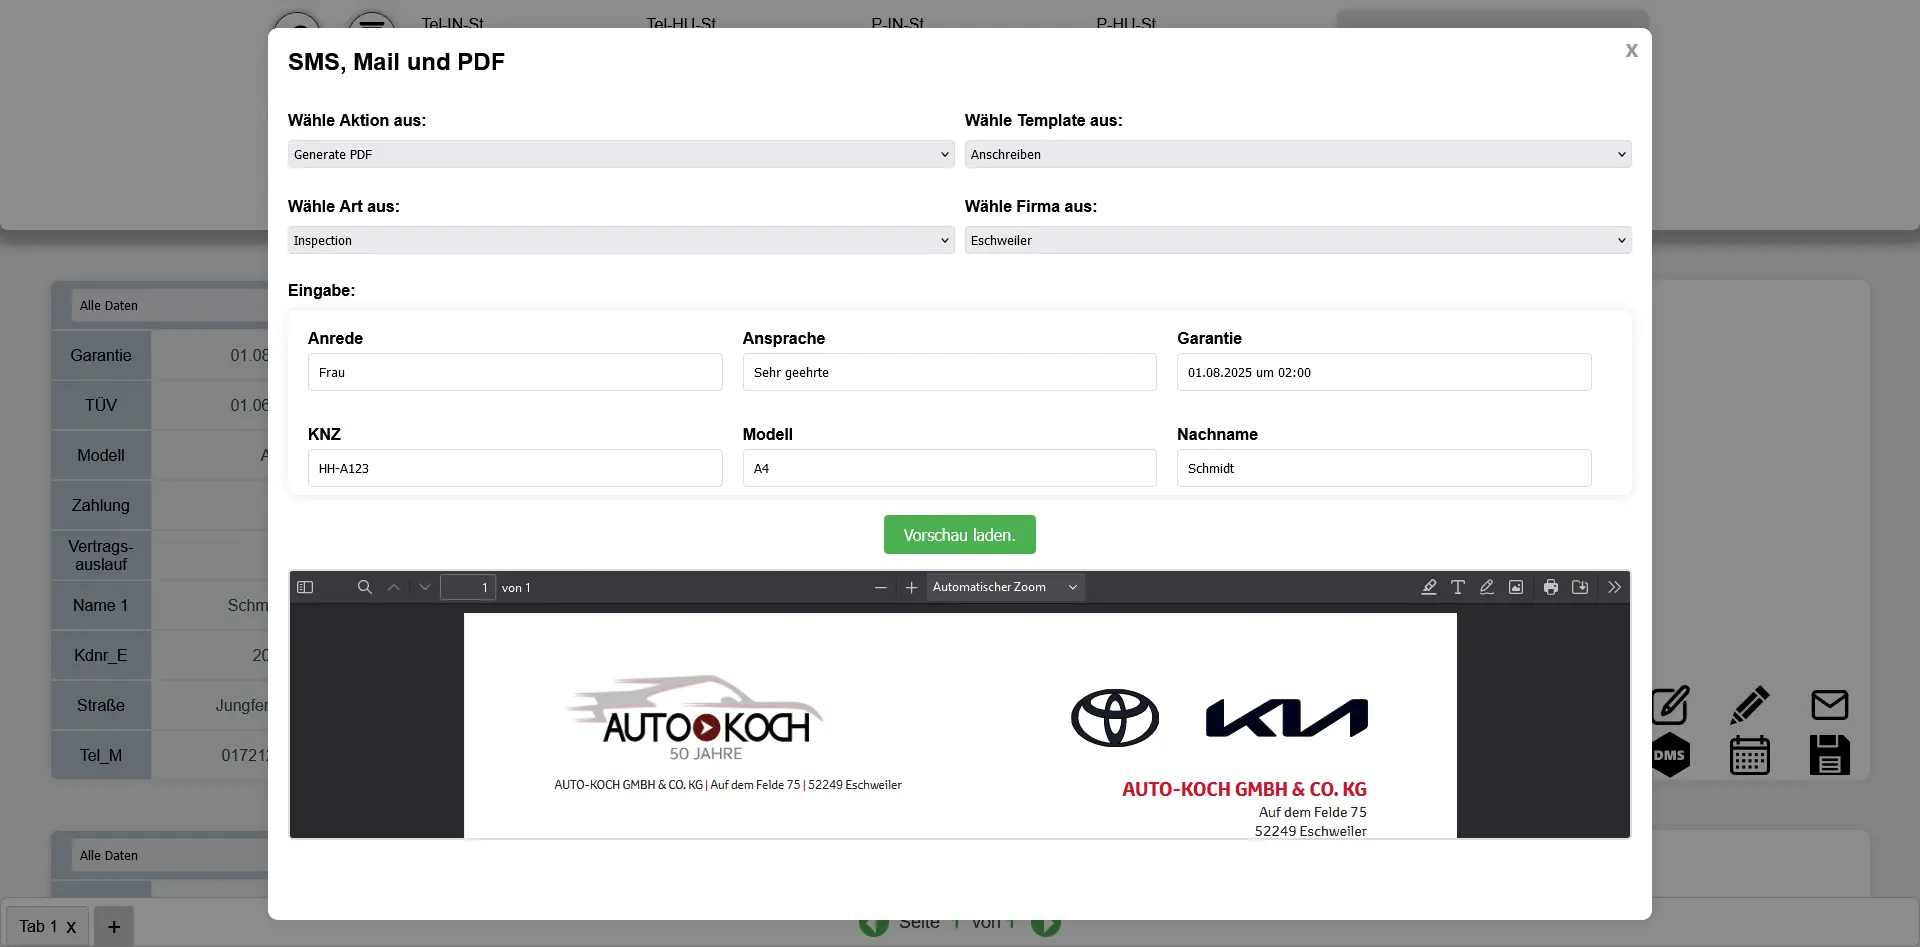 Tel-IN-St Tel-HU-St P-IN-St P-HU-St
SMS, Mail und PDF
X
Wähle Aktion aus: Wähle Template aus:
Generate PDF Anschreiben
Wähle Art aus: Wähle Firma aus:
Inspection Eschweiler
Eingabe:
Anrede Ansprache Garantie
Frau Sehr geehrte 01.08.2025 um 02:00
KNZ Modell Nachname
HH-A123 A4 Schmidt
Vorschau laden.
1 von 1 Automatischer Zoom
AUTO KOCH
50 JAHRE
KIA
AUTO-KOCH GMBH & CO. KG | Auf dem Felde 75 | 52249 Eschweiler
AUTO-KOCH GMBH & CO. KG
Auf dem Felde 75
52249 Eschweiler
Alle Daten
Garantie 01.08
TÜV 01.06
Modell A
Zahlung
Vertrags-
auslauf
Name 1 Schm
Kdnr_E 20
Straße Jungfer
Tel_M 01721
DMS
Alle Daten
Tab 1 x +
Seite 1 von 1